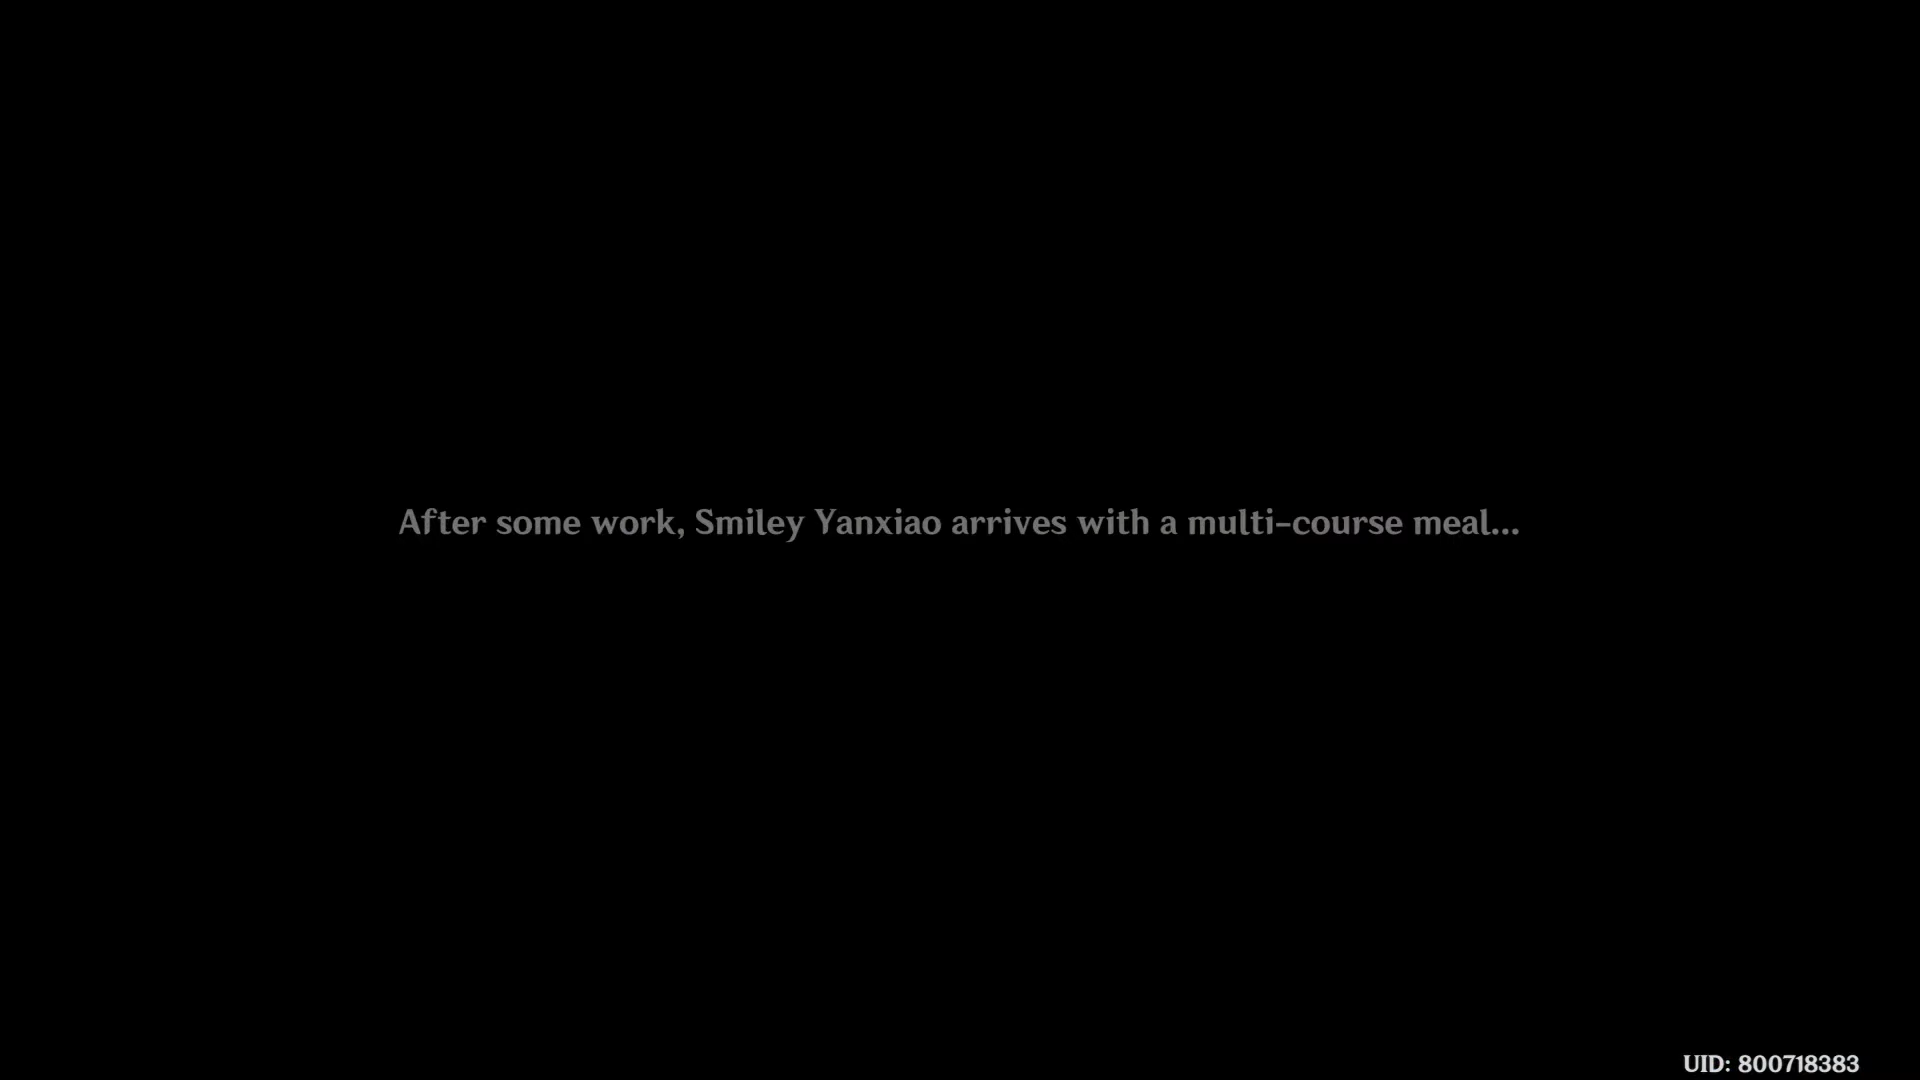 After some work, Smiley Yanxiao arrives with a multi-course meal...
UID: 800718383